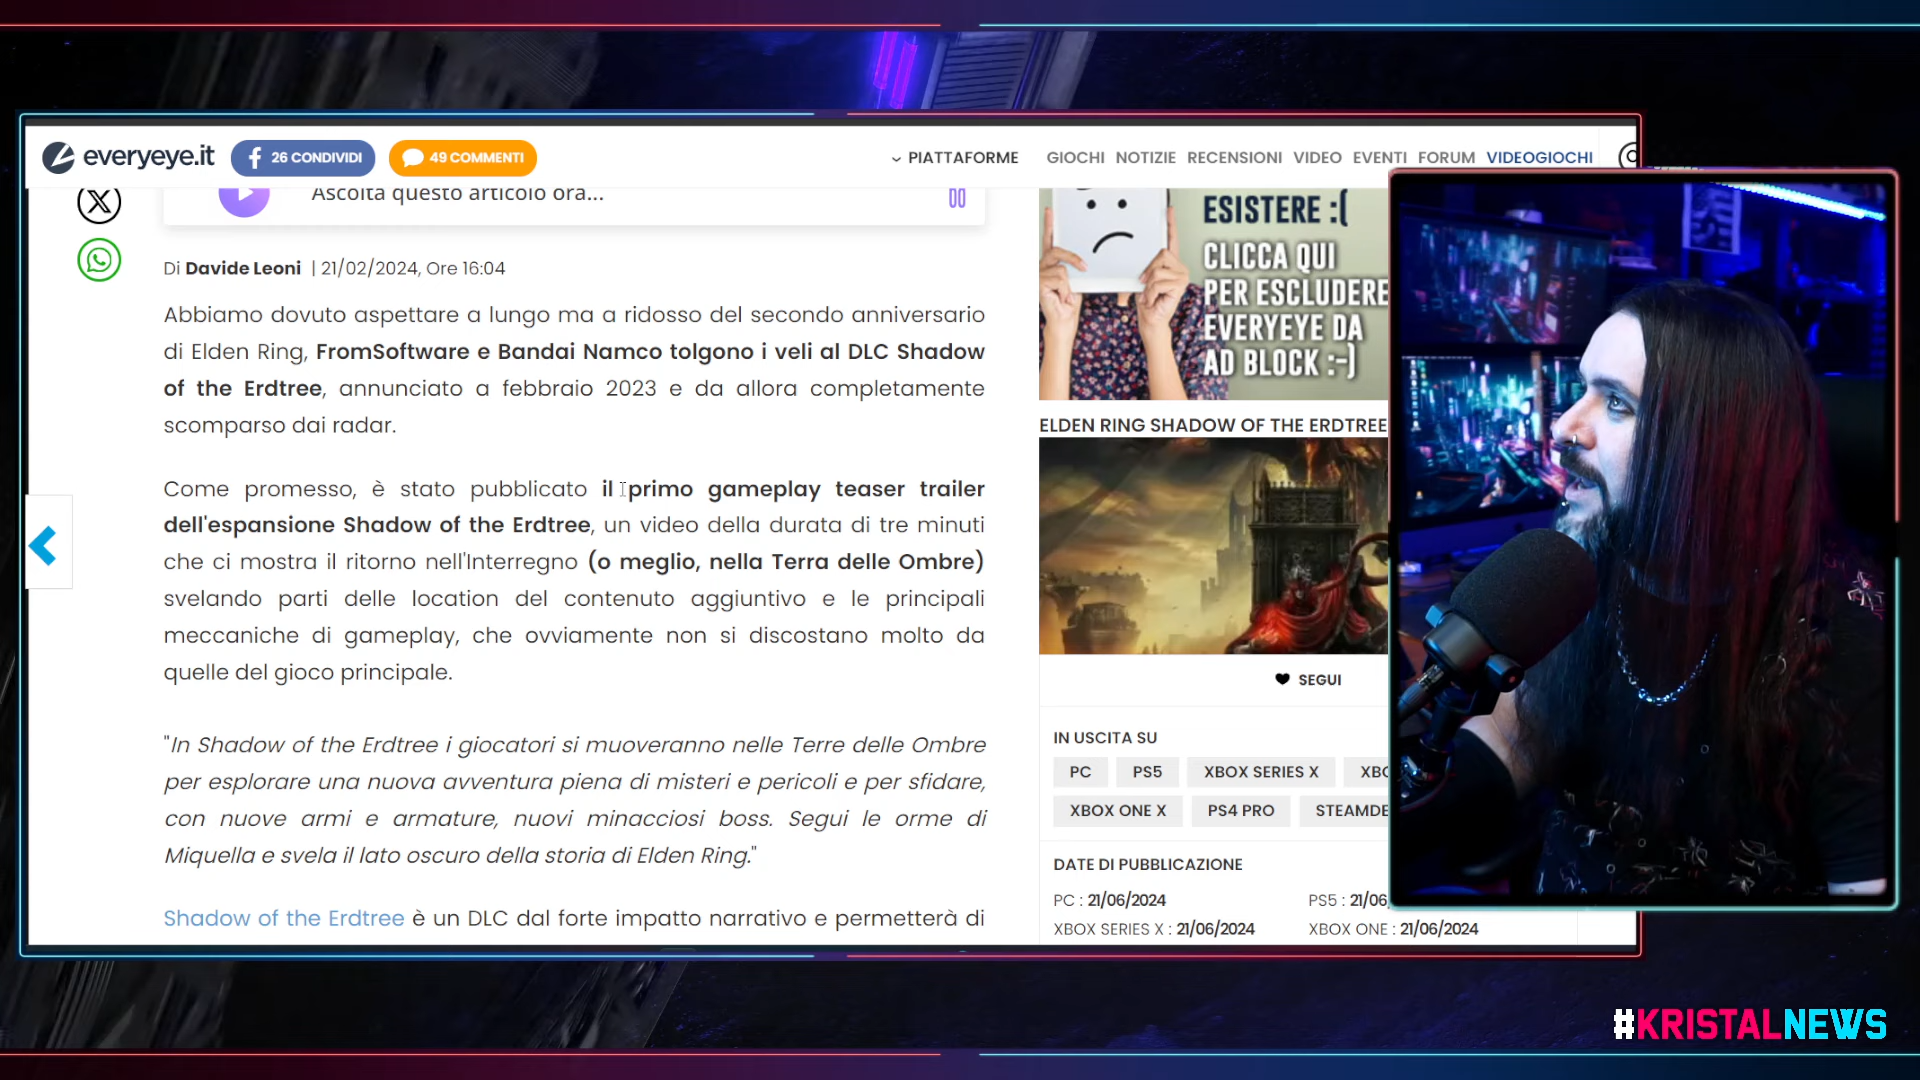 everyeye.it
26 CONDIVIDI
49 COMMENTI
PIATTAFORME
GIOCHI NOTIZIE RECENSIONI VIDEO EVENTI FORUM VIDEOGIOCHI
Ascolta questo articolo ora...
Di Davide Leoni | 21/02/2024, Ore 16:04
Abbiamo dovuto aspettare a lungo ma a ridosso del secondo anniversario
di Elden Ring, FromSoftware e Bandai Namco tolgono i veli al DLC Shadow
of the Erdtree, annunciato a febbraio 2023 e da allora completamente
scomparso dai radar.
Come promesso, è stato pubblicato il primo gameplay teaser trailer
dell'espansione Shadow of the Erdtree, un video della durata di tre minuti
che ci mostra il ritorno nell'Interregno (o meglio, nella Terra delle Ombre)
svelando parti delle location del contenuto aggiuntivo e le principali
meccaniche di gameplay, che ovviamente non si discostano molto da
quelle del gioco principale.
"In Shadow of the Erdtree i giocatori si muoveranno nelle Terre delle Ombre
per esplorare una nuova avventura piena di misteri e pericoli e per sfidare,
con nuove armi e armature, nuovi minacciosi boss. Segui le orme di
Miquella e svela il lato oscuro della storia di Elden Ring."
Shadow of the Erdtree è un DLC dal forte impatto narrativo e permetterà di
ESISTERE :(
CLICCA QUI
PER ESCLUDERE
EVERYEYE DA
AD BLOCK :-)
ELDEN RING SHADOW OF THE ERDTREE
SEGUI
IN USCITA SU
PC PS5 XBOX SERIES X XBO
XBOX ONE X PS4 PRO STEAMDE
DATE DI PUBBLICAZIONE
PC : 21/06/2024 PS5 : 21/06
XBOX SERIES X : 21/06/2024 XBOX ONE : 21/06/2024
#KRISTALNEWS